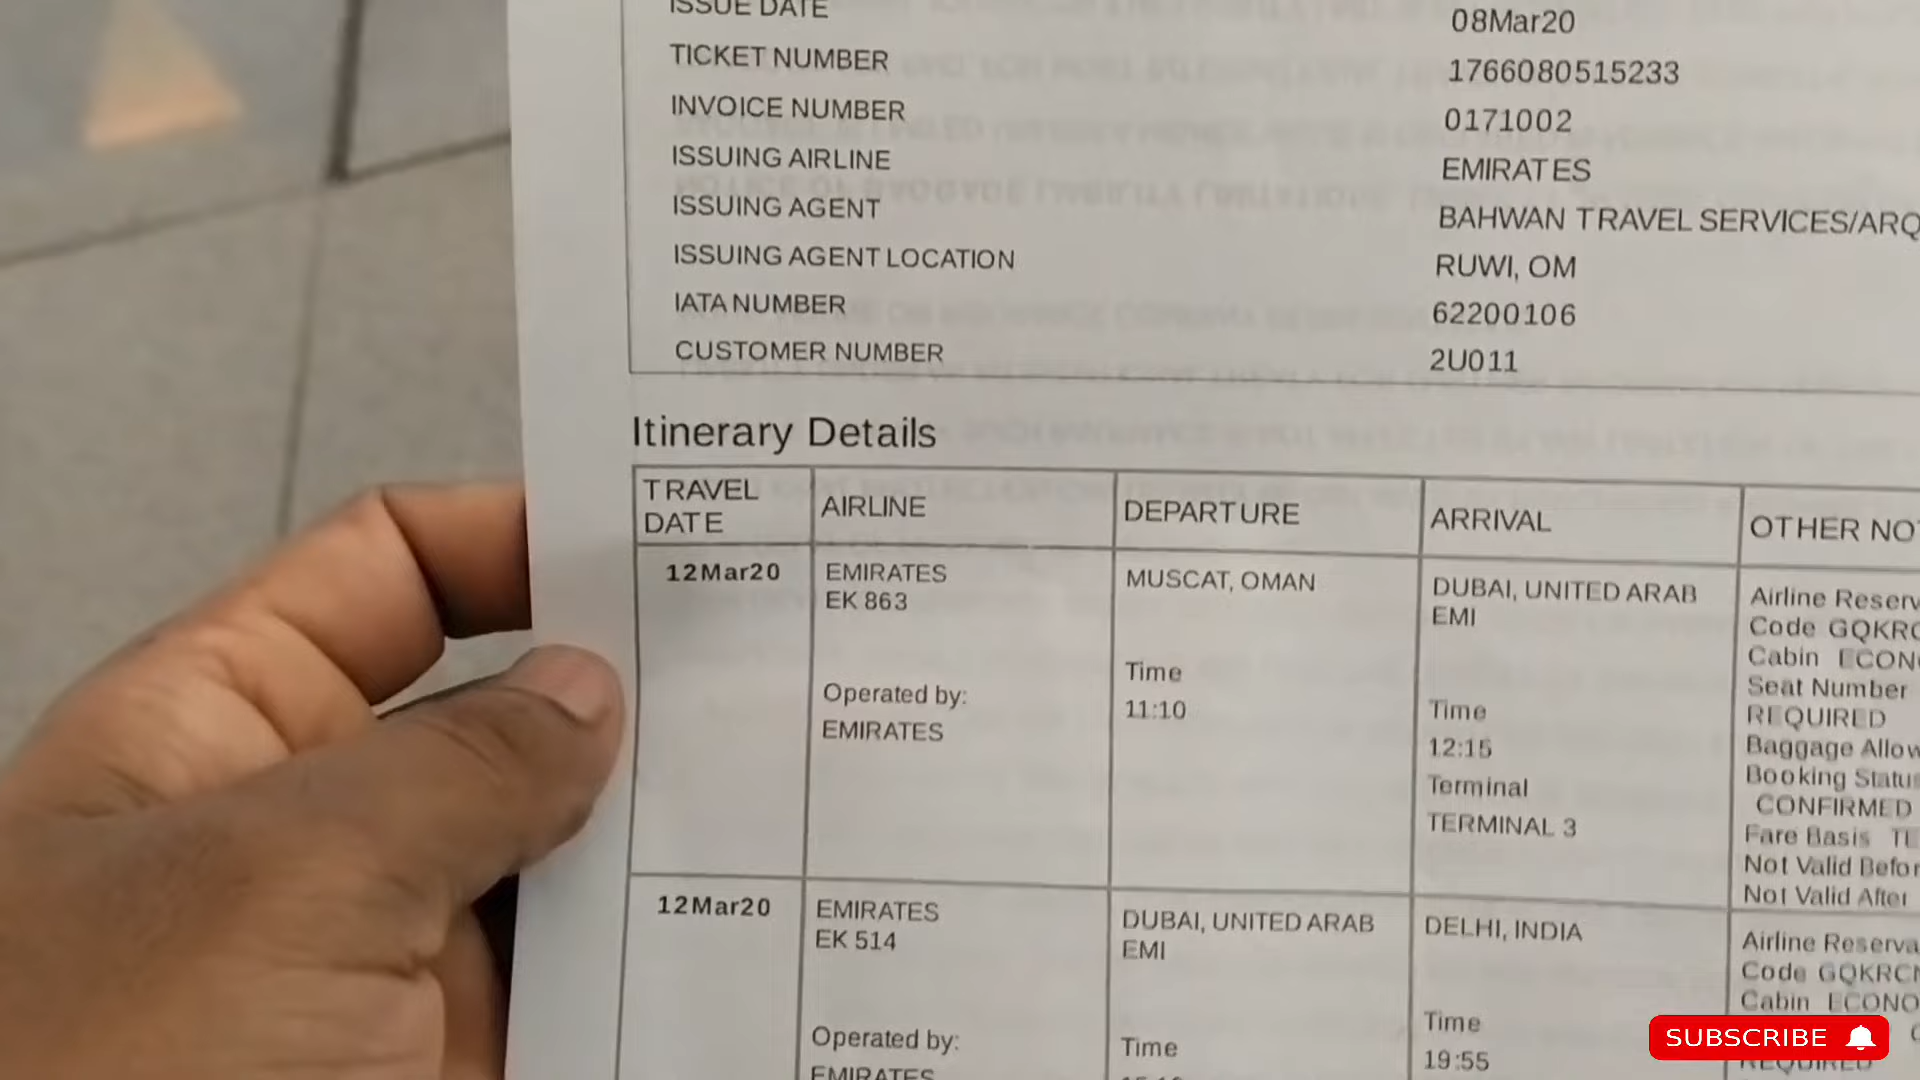 ISSUE DATE 08Mar20
TICKET NUMBER 1766080515233
INVOICE NUMBER 0171002
ISSUING AIRLINE EMIRATES
ISSUING AGENT BAHWAN TRAVEL SERVICES/ARQ
ISSUING AGENT LOCATION RUWI, OM
IATA NUMBER 62200106
CUSTOMER NUMBER 2U011
Itinerary Details
TRAVEL
DATE
AIRLINE
DEPARTURE
ARRIVAL
OTHER NO
12Mar20
EMIRATES
EK 863
Operated by:
EMIRATES
MUSCAT, OMAN
Time
11:10
DUBAI, UNITED ARAB
EMI
Time
12:15
Terminal
TERMINAL 3
Airline Reserv
Code GQKRC
Cabin ECON
Seat Number
REQUIRED
Baggage Allow
Booking Status
CONFIRMED
Fare Basis TL
Not Valid Befor
Not Valid After
12Mar20
EMIRATES
EK 514
Operated by:
EMIRATES
DUBAI, UNITED ARAB
EMI
Time
DELHI, INDIA
Time
19:55
Airline Reserva
Code GQKRC
Cabin ECONO
REQUIRED
SUBSCRIBE